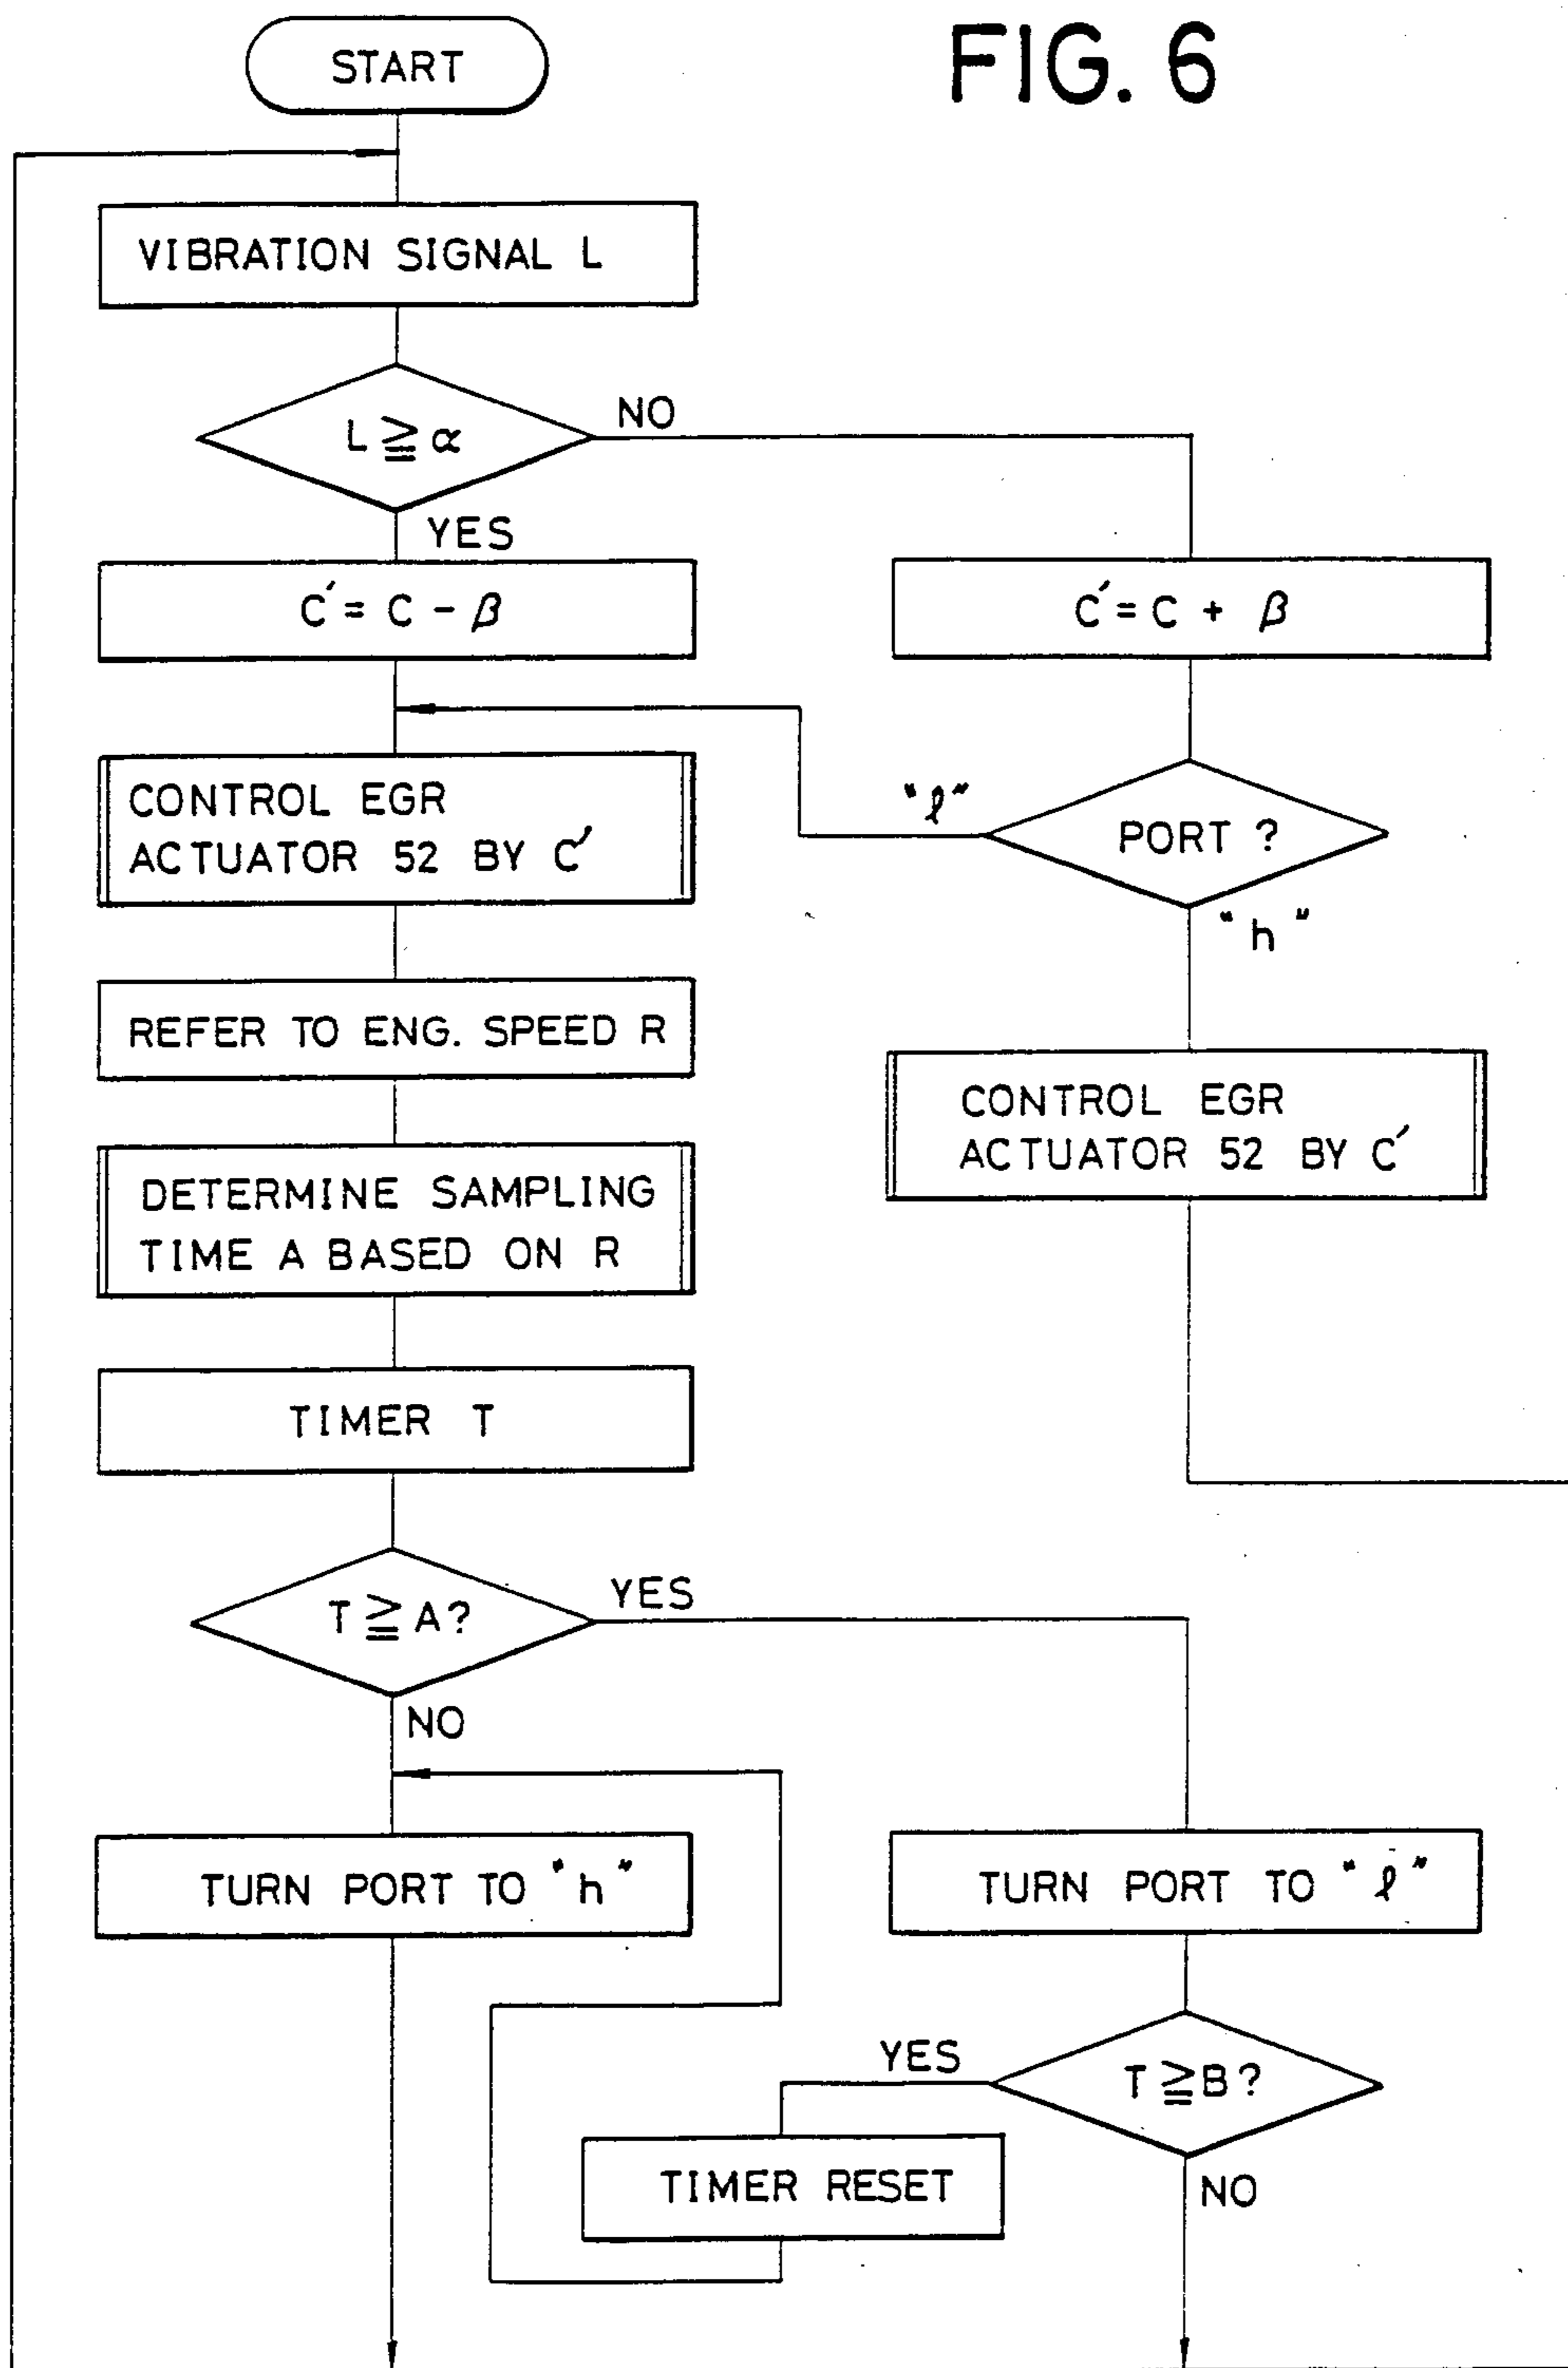 FIG. 6
START
VIBRATION SIGNAL L
L ≧ α
NO
YES
C′= C - β
C′= C + β
CONTROL EGR
ACTUATOR 52 BY C′
"ℓ"
PORT ?
"h"
REFER TO ENG. SPEED R
CONTROL EGR
ACTUATOR 52 BY C′
DETERMINE SAMPLING
TIME A BASED ON R
TIMER T
T ≧ A?
YES
NO
TURN PORT TO "h"
TURN PORT TO "ℓ"
YES
T ≧ B?
TIMER RESET
NO